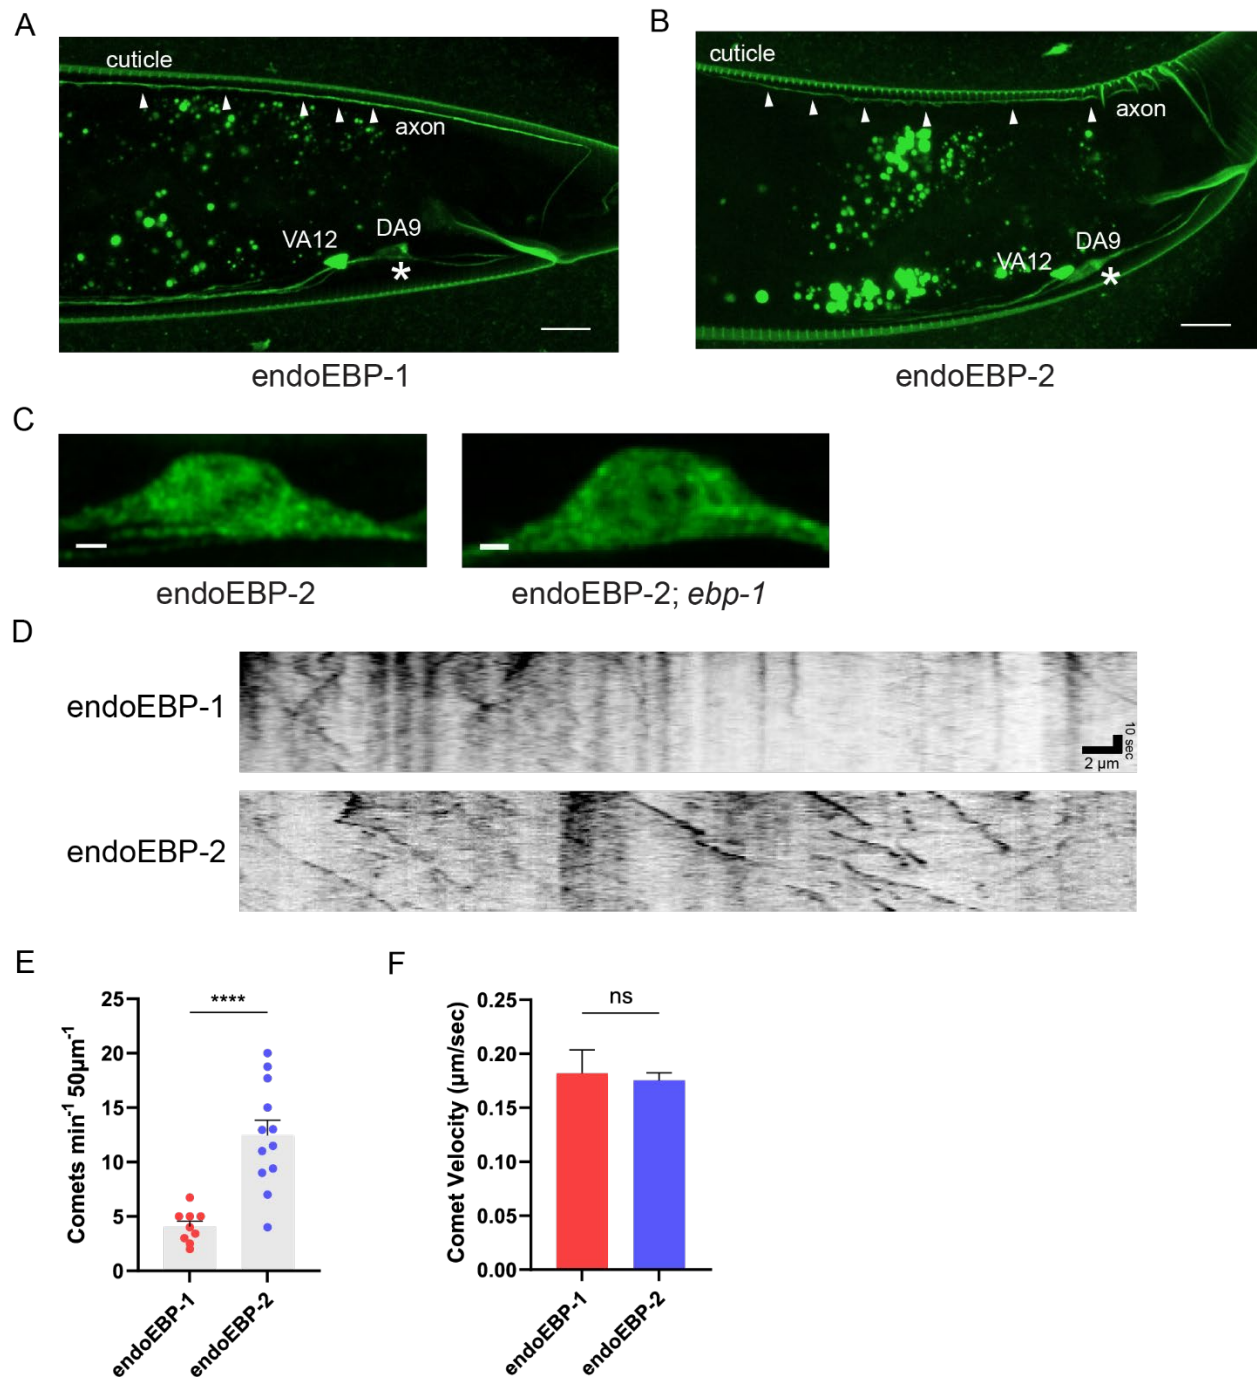 A
cuticle
axon
VA12
DA9
*
endoEBP-1
B
cuticle
axon
VA12
DA9
*
endoEBP-2
C
endoEBP-2
endoEBP-2; ebp-1
D
endoEBP-1
10 sec
2 µm
endoEBP-2
E
Comets min⁻¹ 50µm⁻¹
25
20
15
10
5
0
****
endoEBP-1
endoEBP-2
F
Comet Velocity (µm/sec)
0.25
0.20
0.15
0.10
0.05
0.00
ns
endoEBP-1
endoEBP-2